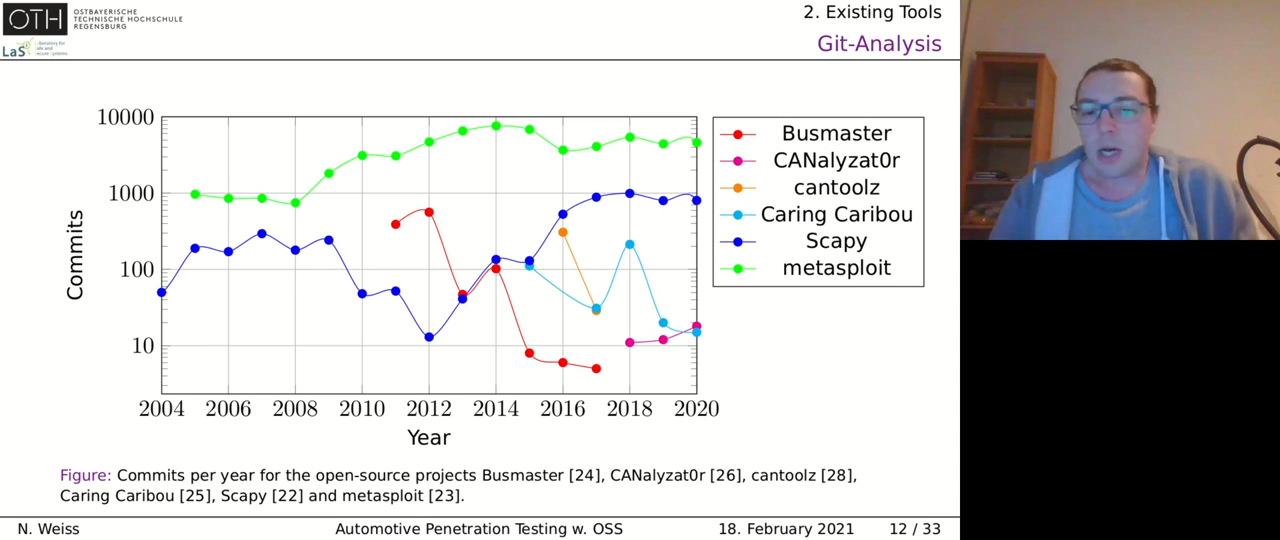 OTH
OSTBAYERISCHE
TECHNISCHE HOCHSCHULE
REGENSBURG
LaS³
2. Existing Tools
Git-Analysis
10000
1000
100
10
Commits
2004 2006 2008 2010 2012 2014 2016 2018 2020
Year
Busmaster
CANalyzat0r
cantoolz
Caring Caribou
Scapy
metasploit
Figure: Commits per year for the open-source projects Busmaster [24], CANalyzat0r [26], cantoolz [28],
Caring Caribou [25], Scapy [22] and metasploit [23].
N. Weiss Automotive Penetration Testing w. OSS 18. February 2021 12 / 33